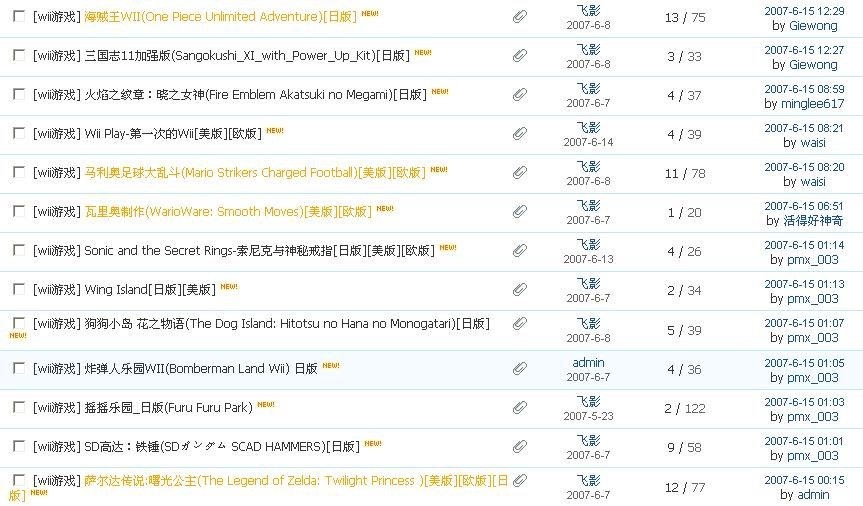 [wii游戏] 海贼王WII(One Piece Unlimited Adventure)[日版] NEW! 飞影 2007-6-8 13 / 75 2007-6-15 12:29 by Giewong
[wii游戏] 三国志11加强版(Sangokushi_XI_with_Power_Up_Kit)[日版] NEW! 飞影 2007-6-8 3 / 33 2007-6-15 12:27 by Giewong
[wii游戏] 火焰之纹章：晓之女神(Fire Emblem Akatsuki no Megami)[日版] NEW! 飞影 2007-6-7 4 / 37 2007-6-15 08:59 by minglee617
[wii游戏] Wii Play-第一次的Wii[美版][欧版] NEW! 飞影 2007-6-14 4 / 39 2007-6-15 08:21 by waisi
[wii游戏] 马利奥足球大乱斗(Mario Strikers Charged Football)[美版][欧版] NEW! 飞影 2007-6-8 11 / 78 2007-6-15 08:20 by waisi
[wii游戏] 瓦里奥制作(WarioWare: Smooth Moves)[美版][欧版] NEW! 飞影 2007-6-7 1 / 20 2007-6-15 06:51 by 活得好神奇
[wii游戏] Sonic and the Secret Rings-索尼克与神秘戒指[日版][美版][欧版] NEW! 飞影 2007-6-13 4 / 26 2007-6-15 01:14 by pmx_003
[wii游戏] Wing Island[日版][美版] NEW! 飞影 2007-6-7 2 / 34 2007-6-15 01:13 by pmx_003
[wii游戏] 狗狗小岛 花之物语(The Dog Island: Hitotsu no Hana no Monogatari)[日版] NEW! 飞影 2007-6-8 5 / 39 2007-6-15 01:07 by pmx_003
[wii游戏] 炸弹人乐园WII(Bomberman Land Wii) 日版 NEW! admin 2007-6-7 4 / 36 2007-6-15 01:05 by pmx_003
[wii游戏] 摇摇乐园_日版(Furu Furu Park) NEW! 飞影 2007-5-23 2 / 122 2007-6-15 01:03 by pmx_003
[wii游戏] SD高达：铁锤(SDガンダム SCAD HAMMERS)[日版] NEW! 飞影 2007-6-7 9 / 58 2007-6-15 01:01 by pmx_003
[wii游戏] 萨尔达传说:曙光公主(The Legend of Zelda: Twilight Princess )[美版][欧版][日版] NEW! 飞影 2007-6-7 12 / 77 2007-6-15 00:15 by admin